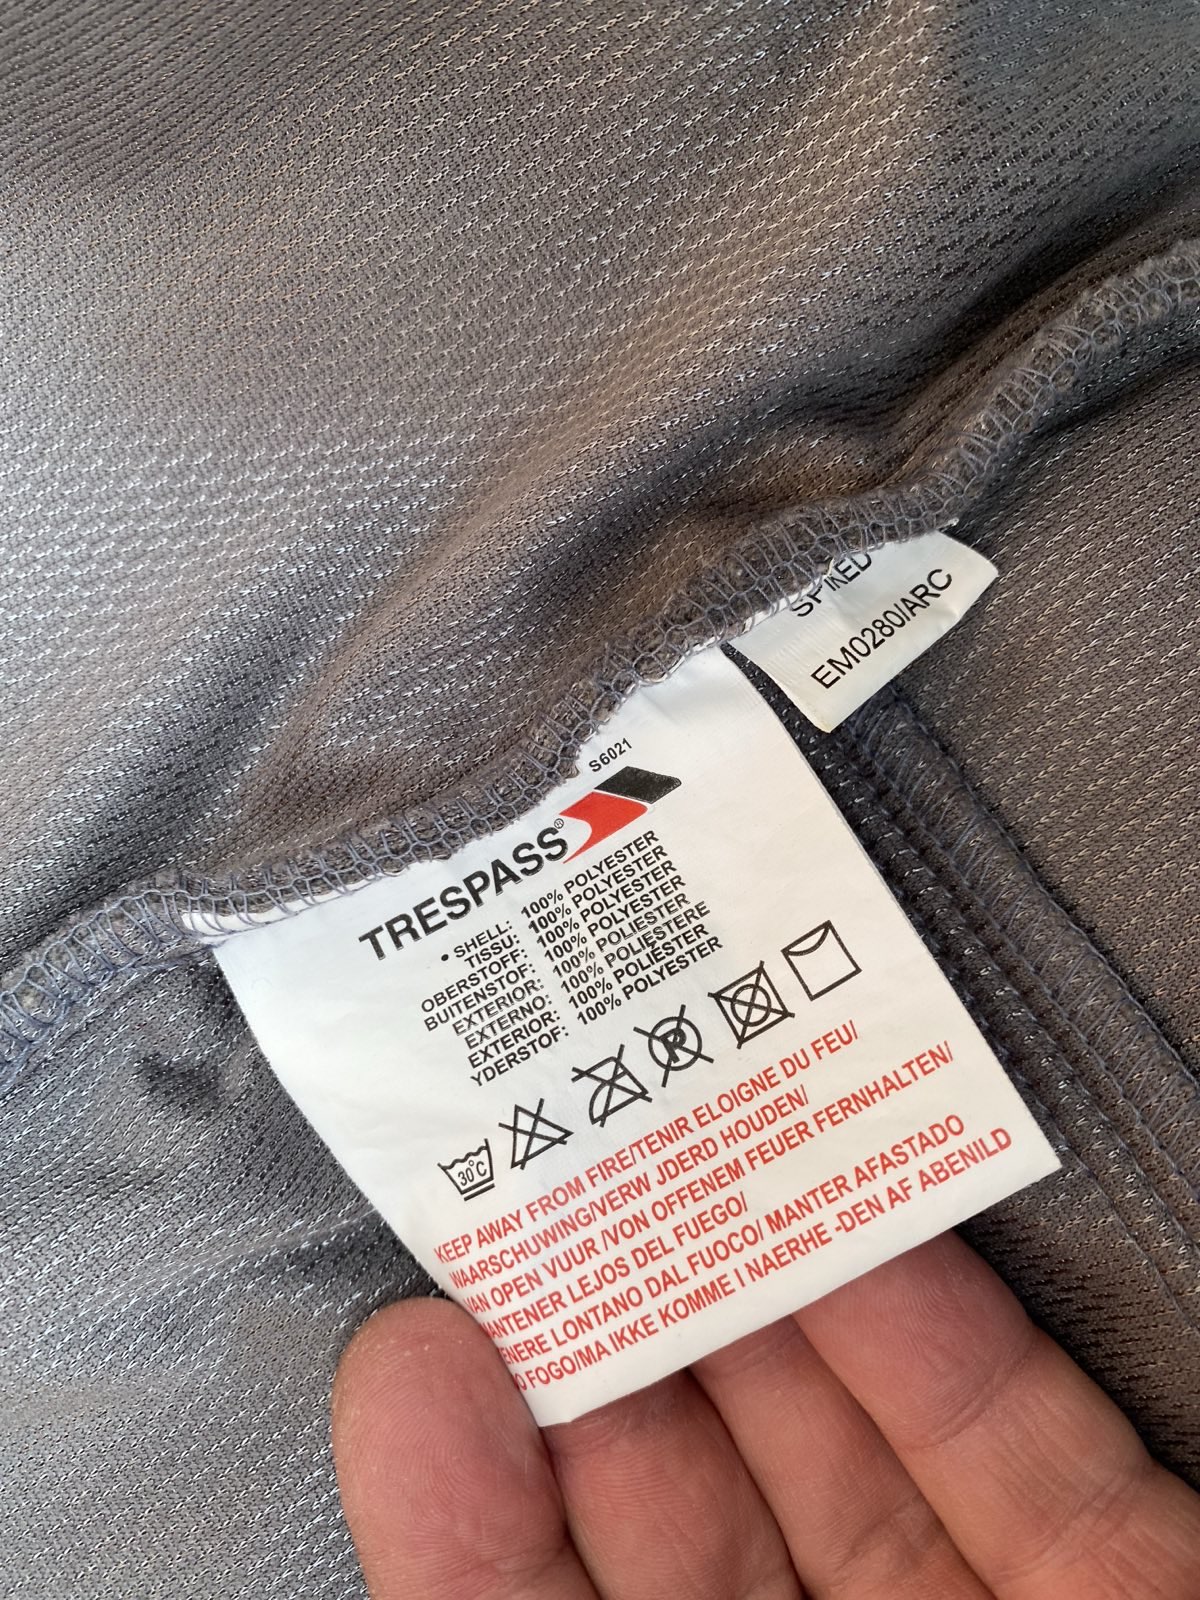 SPIKED
EM0280/ARC
S6021
TRESPASS®
• SHELL: 100% POLYESTER
TISSU: 100% POLYESTER
OBERSTOFF: 100% POLYESTER
BUITENSTOF: 100% POLYESTER
EXTERIOR: 100% POLIESTER
EXTERNO: 100% POLIESTERE
EXTERIOR: 100% POLIÉSTER
YDERSTOF: 100% POLYESTER
30°C
P
KEEP AWAY FROM FIRE/TENIR ELOIGNE DU FEU/
WAARSCHUWING/VERW JDERD HOUDEN/
VAN OPEN VUUR /VON OFFENEM FEUER FERNHALTEN/
MANTENER LEJOS DEL FUEGO/
LONTANO DAL FUOCO/ MANTER AFASTADO
FOGO/MA IKKE KOMME I NAERHE -DEN AF ABENILD